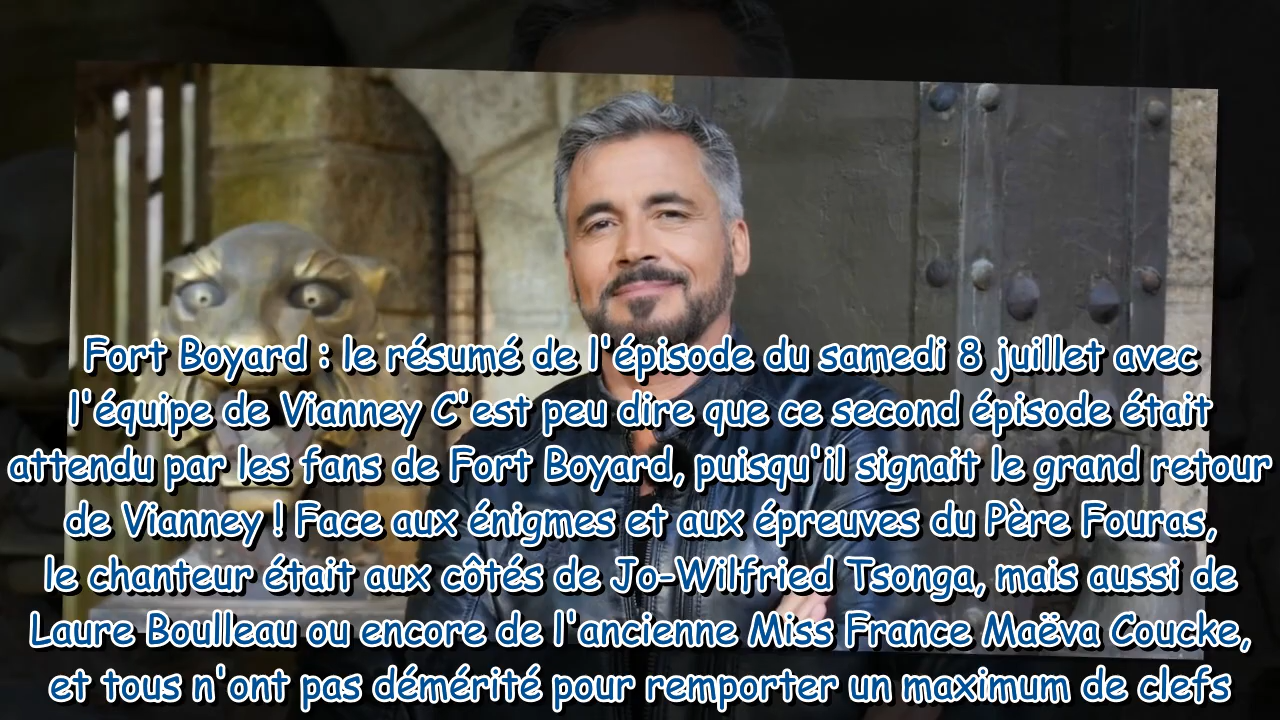 Fort Boyard : le résumé de l'épisode du samedi 8 juillet avec
l'équipe de Vianney C'est peu dire que ce second épisode était
attendu par les fans de Fort Boyard, puisqu'il signait le grand retour
de Vianney ! Face aux énigmes et aux épreuves du Père Fouras,
le chanteur était aux côtés de Jo-Wilfried Tsonga, mais aussi de
Laure Boulleau ou encore de l'ancienne Miss France Maëva Coucke,
et tous n'ont pas démérité pour remporter un maximum de clefs